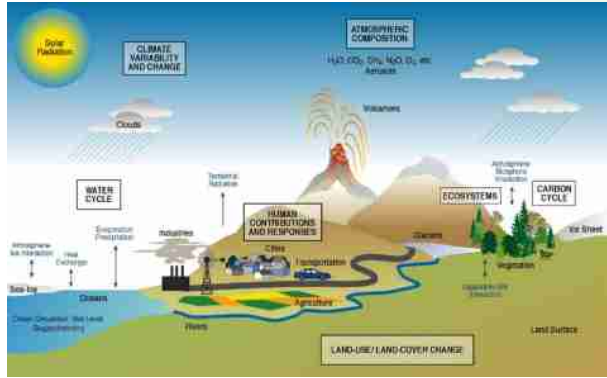 Solar
Radiation
CLIMATE
VARIABILITY
AND CHANGE
ATMOSPHERIC
COMPOSITION
H₂O, CO₂, CH₄, N₂O, O₃, etc.
Aerosols
Clouds
Volcanoes
WATER
CYCLE
Terrestrial
Radiation
HUMAN
CONTRIBUTIONS
AND RESPONSES
ECOSYSTEMS
CARBON
CYCLE
Evaporation
Precipitation
Industries
Cities
Transportation
Glaciers
Ice Sheet
Vegetation
Heat
Exchange
Sea-Ice
Oceans
Agriculture
Rivers
Land Surface
LAND-USE/ LAND-COVER CHANGE